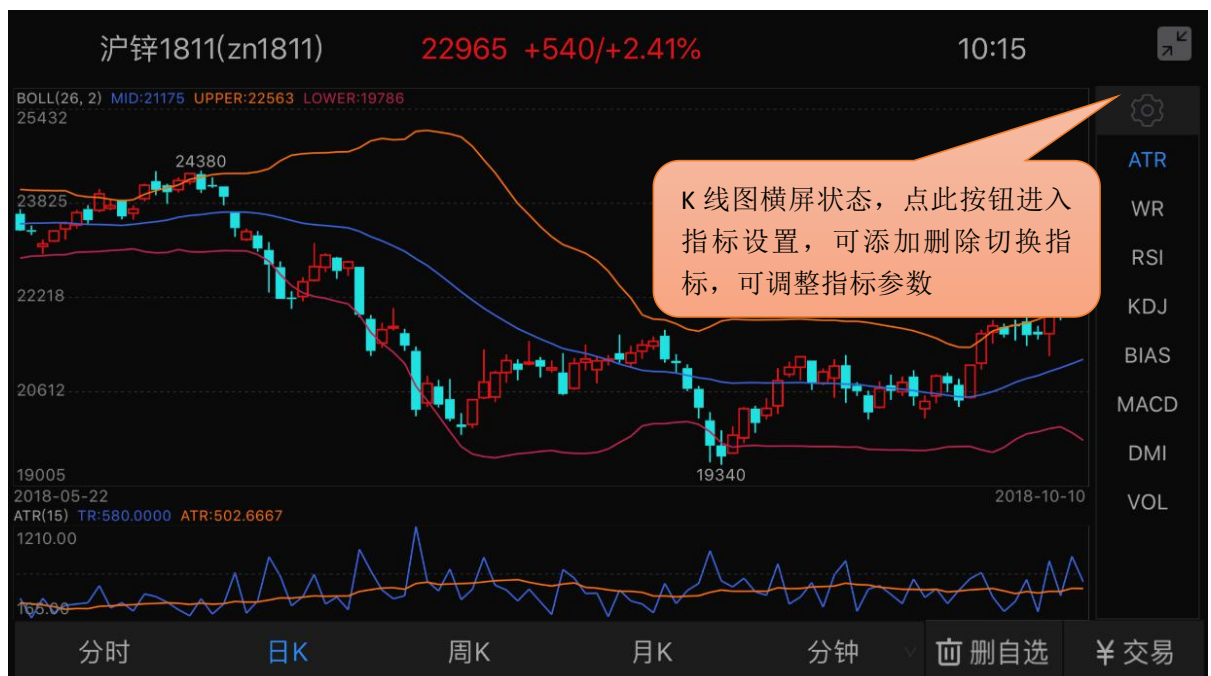 沪锌1811(zn1811) 22965 +540/+2.41% 10:15
BOLL(26, 2) MID:21175 UPPER:22563 LOWER:19786
25432
24380
23825
22218
20612
19340
19005
2018-05-22 2018-10-10
K 线图横屏状态，点此按钮进入
指标设置，可添加删除切换指
标，可调整指标参数
ATR
WR
RSI
KDJ
BIAS
MACD
DMI
VOL
ATR(15) TR:580.0000 ATR:502.6667
1210.00
165.00
分时 日K 周K 月K 分钟 删自选 ¥ 交易